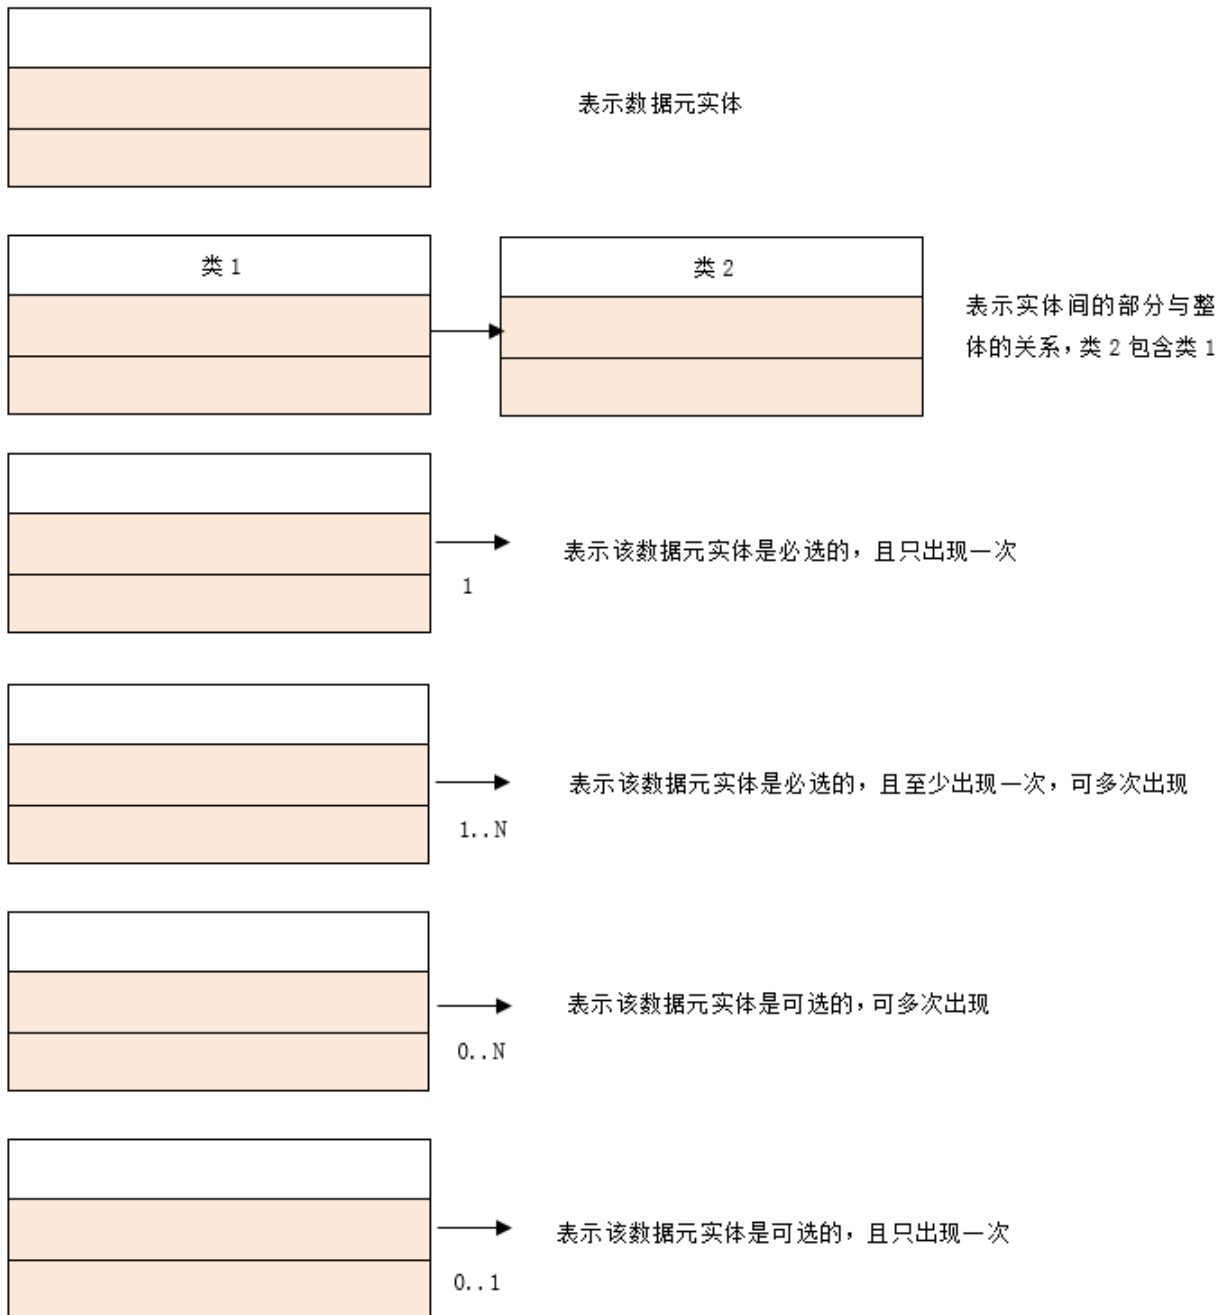 表示数据元实体
类 1
类 2
表示实体间的部分与整
体的关系，类 2 包含类 1
表示该数据元实体是必选的，且只出现一次
1
表示该数据元实体是必选的，且至少出现一次，可多次出现
1..N
表示该数据元实体是可选的，可多次出现
0..N
表示该数据元实体是可选的，且只出现一次
0..1